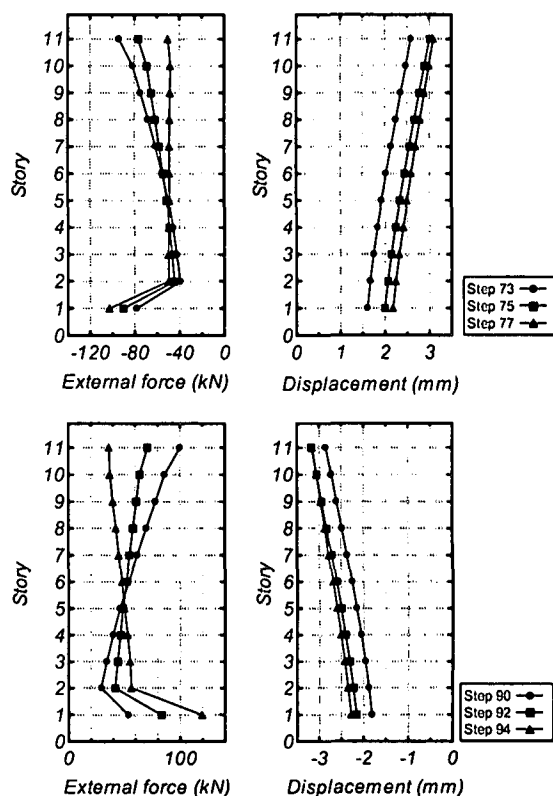 11
10
9
8
7
6
5
4
3
2
1
0
Story
-120 -80 -40 0
External force (kN)
11
10
9
8
7
6
5
4
3
2
1
0
Story
0 1 2 3
Displacement (mm)
Step 73
Step 75
Step 77
11
10
9
8
7
6
5
4
3
2
1
0
Story
0 100
External force (kN)
11
10
9
8
7
6
5
4
3
2
1
0
Story
-3 -2 -1 0
Displacement (mm)
Step 90
Step 92
Step 94